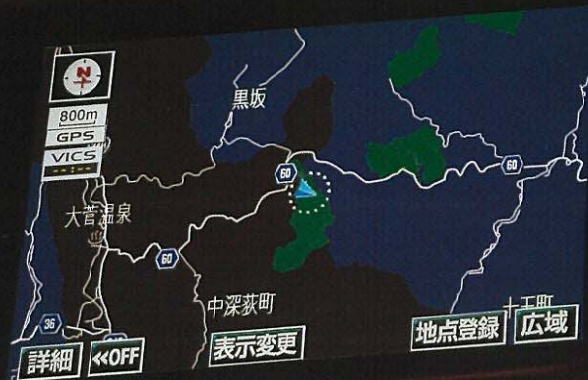 N
800m
GPS
VICS
--:--
黒坂
60
60
大菅温泉
60
中深荻町
十王町
36
詳細
<<OFF
表示変更
地点登録
広域